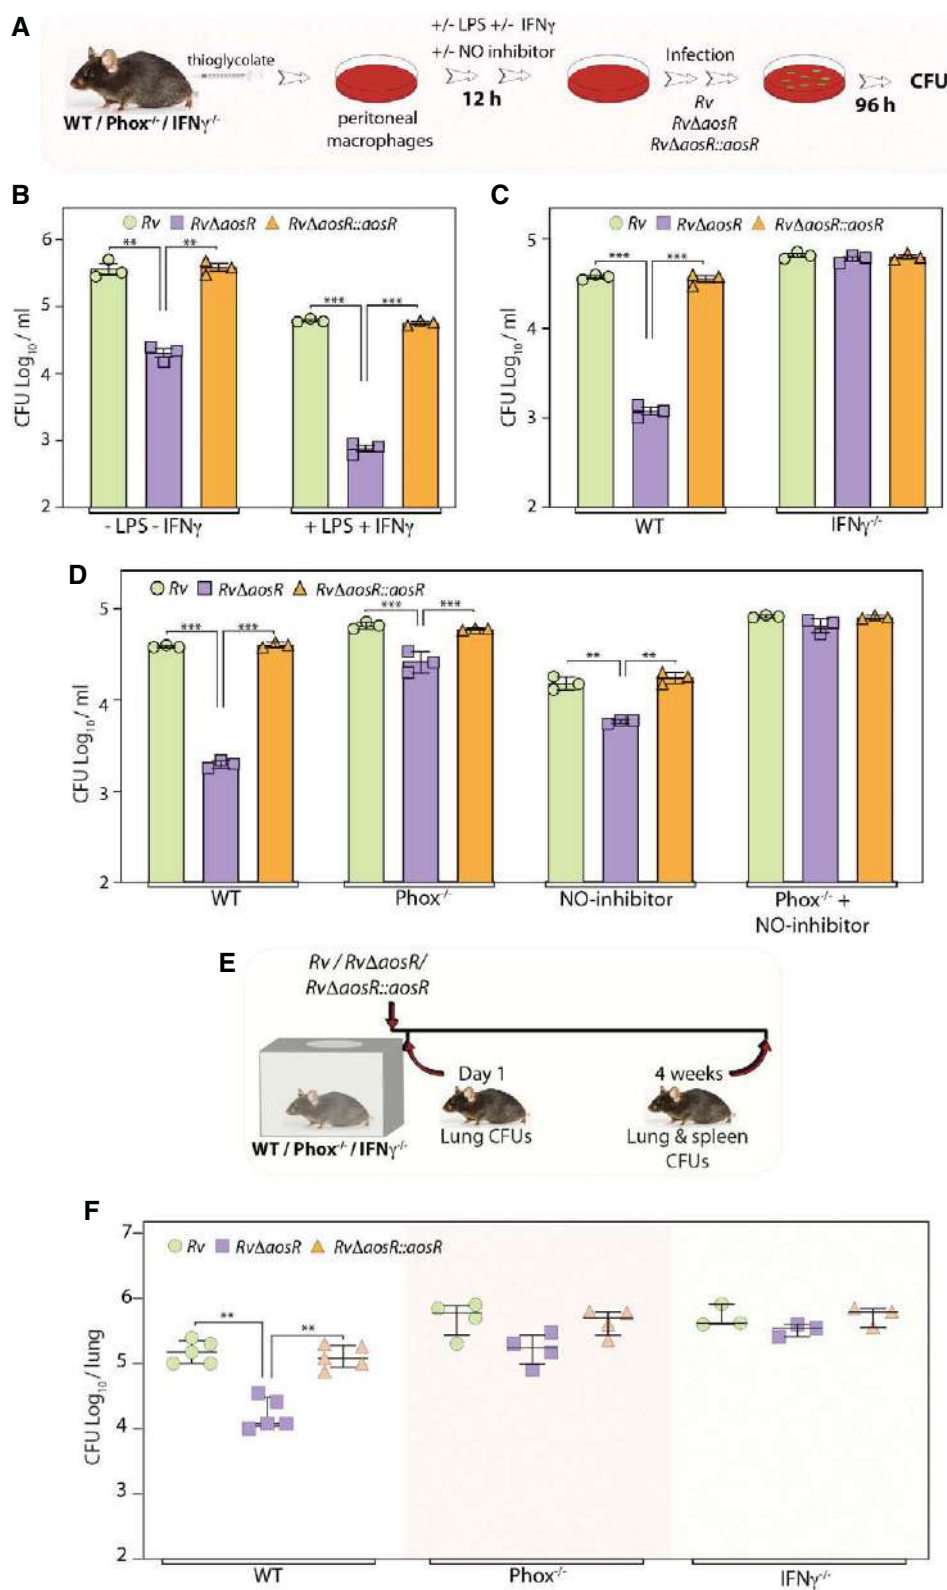 A
+/- LPS +/- IFNγ
+/- NO inhibitor
thioglycolate
12 h
Infection
Rv
RvΔaosR
RvΔaosR::aosR
96 h
CFU
WT / Phox-/- / IFNγ-/-
peritoneal
macrophages
B
Rv RvΔaosR RvΔaosR::aosR
CFU Log10 / ml
6
5
4
3
2
** **
*** ***
- LPS - IFNγ + LPS + IFNγ
C
Rv RvΔaosR RvΔaosR::aosR
CFU Log10 / ml
5
4
3
2
*** ***
WT IFNγ-/-
D
Rv RvΔaosR RvΔaosR::aosR
CFU Log10 / ml
5
4
3
2
*** ***
*** ***
** **
WT Phox-/- NO-inhibitor Phox-/- +
NO-inhibitor
E
Rv / RvΔaosR/
RvΔaosR::aosR
Day 1
Lung CFUs
4 weeks
Lung & spleen
CFUs
WT / Phox-/- / IFNγ-/-
F
Rv RvΔaosR RvΔaosR::aosR
CFU Log10 / lung
7
6
5
4
3
2
** **
WT Phox-/- IFNγ-/-